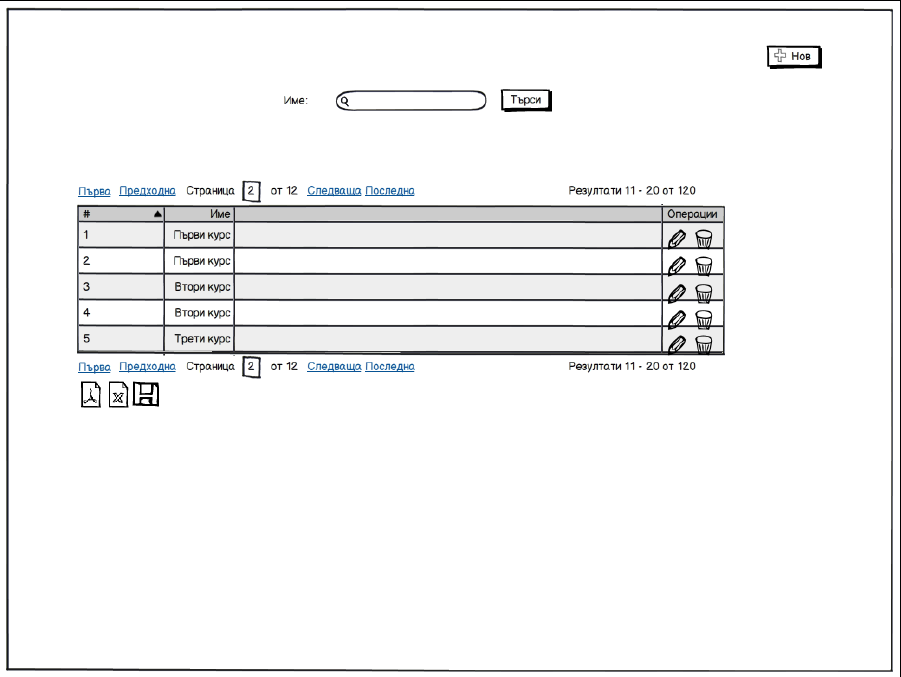 Нов
Име: Търси
Първа Предходна Страница 2 от 12 Следваща Последна Резултати 11 - 20 от 120
# Име Операции
1 Първи курс
2 Първи курс
3 Втори курс
4 Втори курс
5 Трети курс
Първа Предходна Страница 2 от 12 Следваща Последна Резултати 11 - 20 от 120